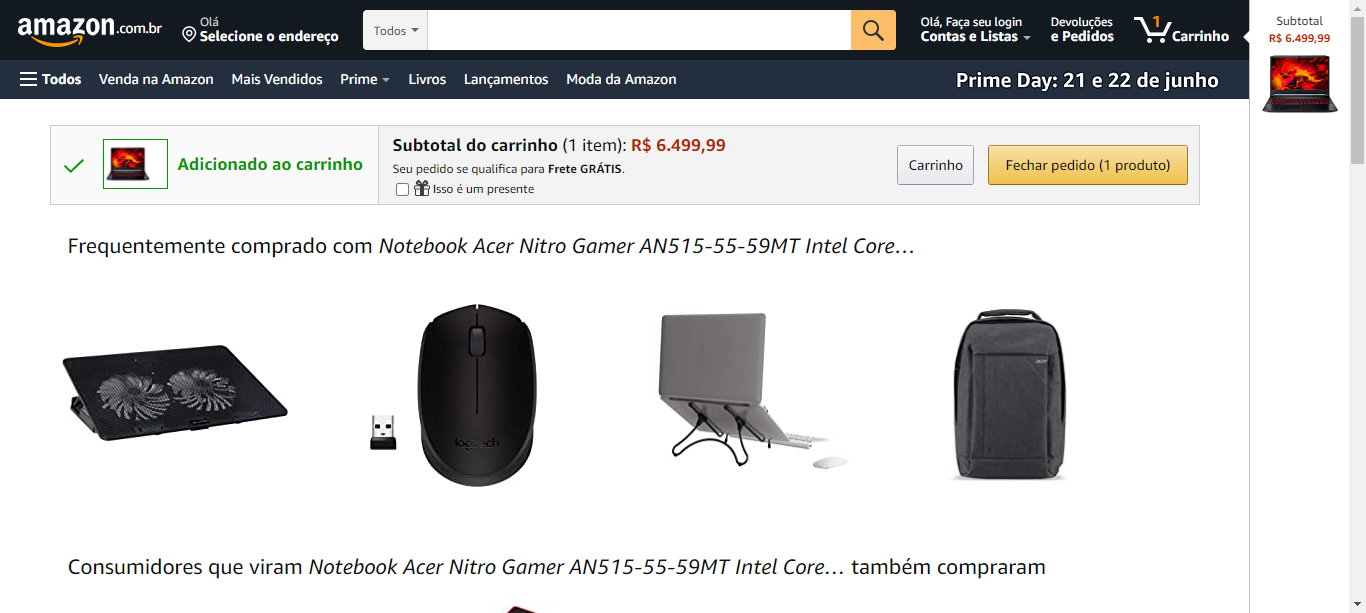 amazon.com.br
Olá
Selecione o endereço
Todos
Olá, Faça seu login
Contas e Listas
Devoluções
e Pedidos
1
Carrinho
Subtotal
R$ 6.499,99
Todos
Venda na Amazon
Mais Vendidos
Prime
Livros
Lançamentos
Moda da Amazon
Prime Day: 21 e 22 de junho
Adicionado ao carrinho
Subtotal do carrinho (1 item): R$ 6.499,99
Seu pedido se qualifica para Frete GRÁTIS.
Isso é um presente
Carrinho
Fechar pedido (1 produto)
Frequentemente comprado com Notebook Acer Nitro Gamer AN515-55-59MT Intel Core…
logitech
acer
Consumidores que viram Notebook Acer Nitro Gamer AN515-55-59MT Intel Core… também compraram